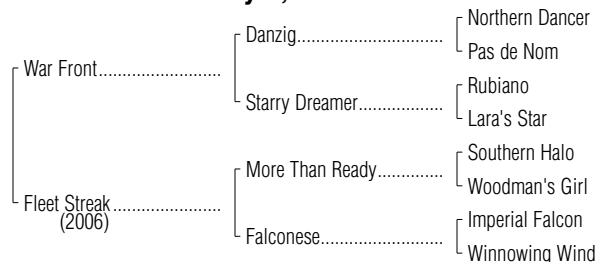 Northern Dancer
Danzig
Pas de Nom
War Front
Rubiano
Starry Dreamer
Lara's Star
Southern Halo
More Than Ready
Woodman's Girl
Fleet Streak
(2006)
Imperial Falcon
Falconese
Winnowing Wind